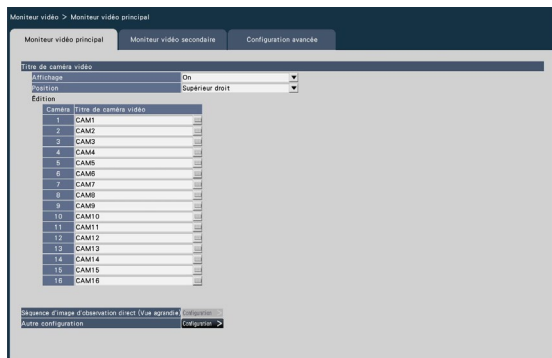 Moniteur vidéo > Moniteur vidéo principal
Moniteur vidéo principal Moniteur vidéo secondaire Configuration avancée
Titre de caméra vidéo
Affichage On
Position Supérieur droit
Édition
Caméra Titre de caméra vidéo
1 CAM1
2 CAM2
3 CAM3
4 CAM4
5 CAM5
6 CAM6
7 CAM7
8 CAM8
9 CAM9
10 CAM10
11 CAM11
12 CAM12
13 CAM13
14 CAM14
15 CAM15
16 CAM16
Séquence d'image d'observation direct (Vue agrandie) Configuration >
Autre configuration Configuration >